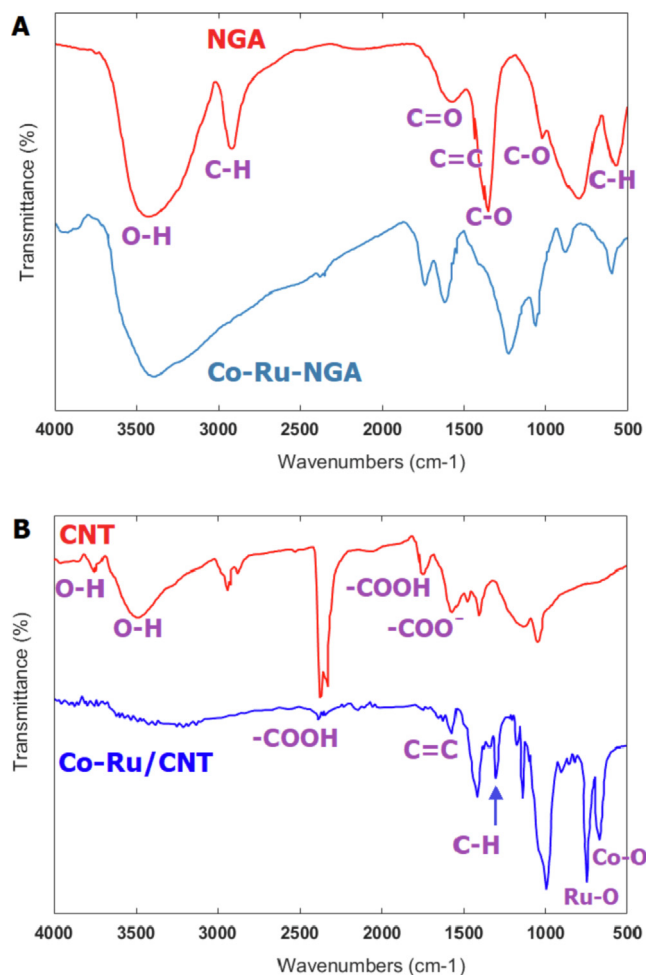 A
NGA
C=O
C-H
C=C
C-O
C-H
O-H
C-O
Transmittance (%)
Co-Ru-NGA
4000 3500 3000 2500 2000 1500 1000 500
Wavenumbers (cm-1)
B
CNT
O-H
-COOH
O-H
-COO⁻
Transmittance (%)
-COOH
C=C
Co-Ru/CNT
C-H
Co-O
Ru-O
4000 3500 3000 2500 2000 1500 1000 500
Wavenumbers (cm-1)